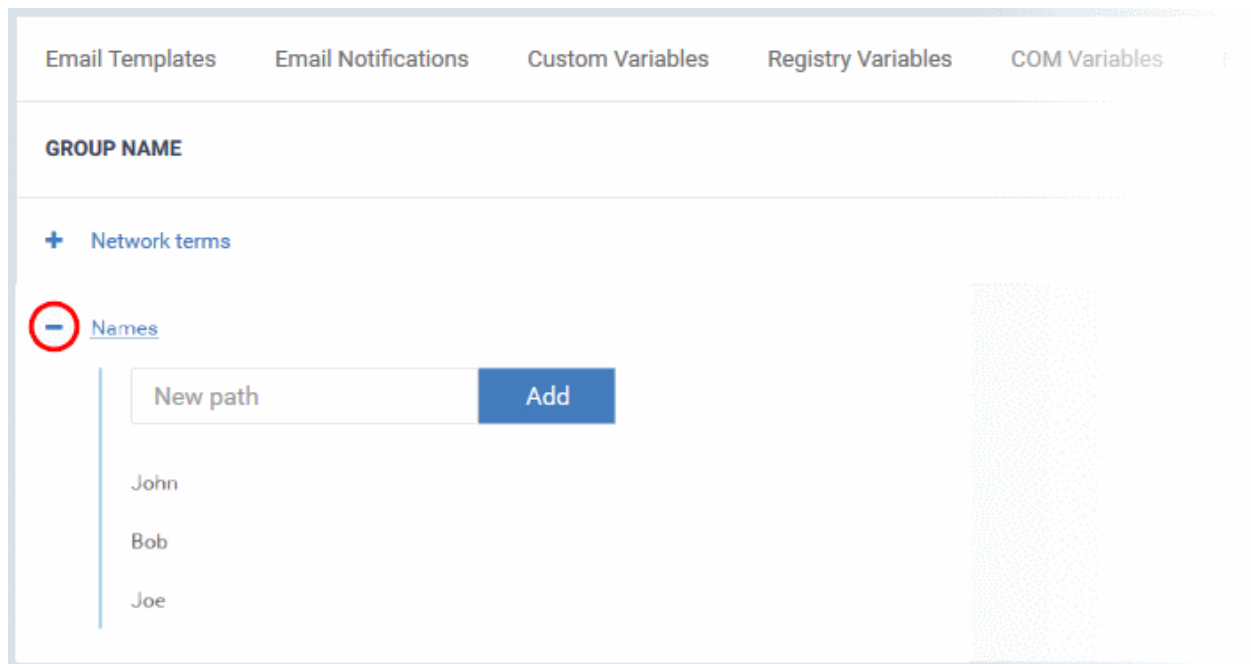 Email Templates Email Notifications Custom Variables Registry Variables COM Variables
GROUP NAME
Network terms
Names
New path Add
John
Bob
Joe